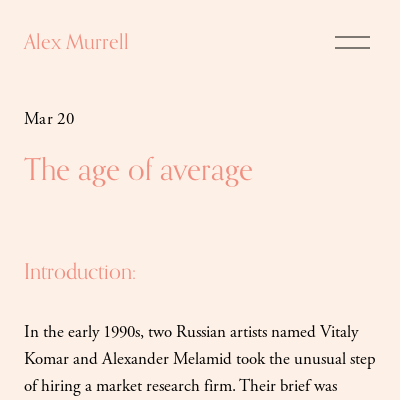 Alex Murrell
Mar 20
The age of average
Introduction:
In the early 1990s, two Russian artists named Vitaly
Komar and Alexander Melamid took the unusual step
of hiring a market research firm. Their brief was